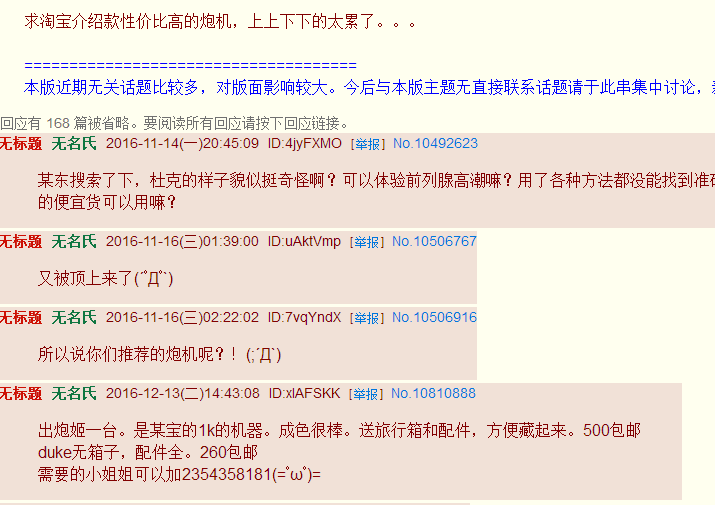 求淘宝介绍款性价比高的炮机，上上下下的太累了。。。
=====================================
本版近期无关话题比较多，对版面影响较大。今后与本版主题无直接联系话题请于此串集中讨论，
回应有 168 篇被省略。要阅读所有回应请按下回应链接。
无标题 无名氏 2016-11-14(一)20:45:09 ID:4jyFXMO [举报] No.10492623
某东搜索了下，杜克的样子貌似挺奇怪啊？可以体验前列腺高潮嘛？用了各种方法都没能找到准确
的便宜货可以用嘛？
无标题 无名氏 2016-11-16(三)01:39:00 ID:uAktVmp [举报] No.10506767
又被顶上来了(ﾟДﾟ)
无标题 无名氏 2016-11-16(三)02:22:02 ID:7vqYndX [举报] No.10506916
所以说你们推荐的炮机呢？！(;´Д`)
无标题 无名氏 2016-12-13(二)14:43:08 ID:xlAFSKK [举报] No.10810888
出炮姬一台。是某宝的1k的机器。成色很棒。送旅行箱和配件，方便藏起来。500包邮
duke无箱子，配件全。260包邮
需要的小姐姐可以加2354358181(=ﾟωﾟ)=